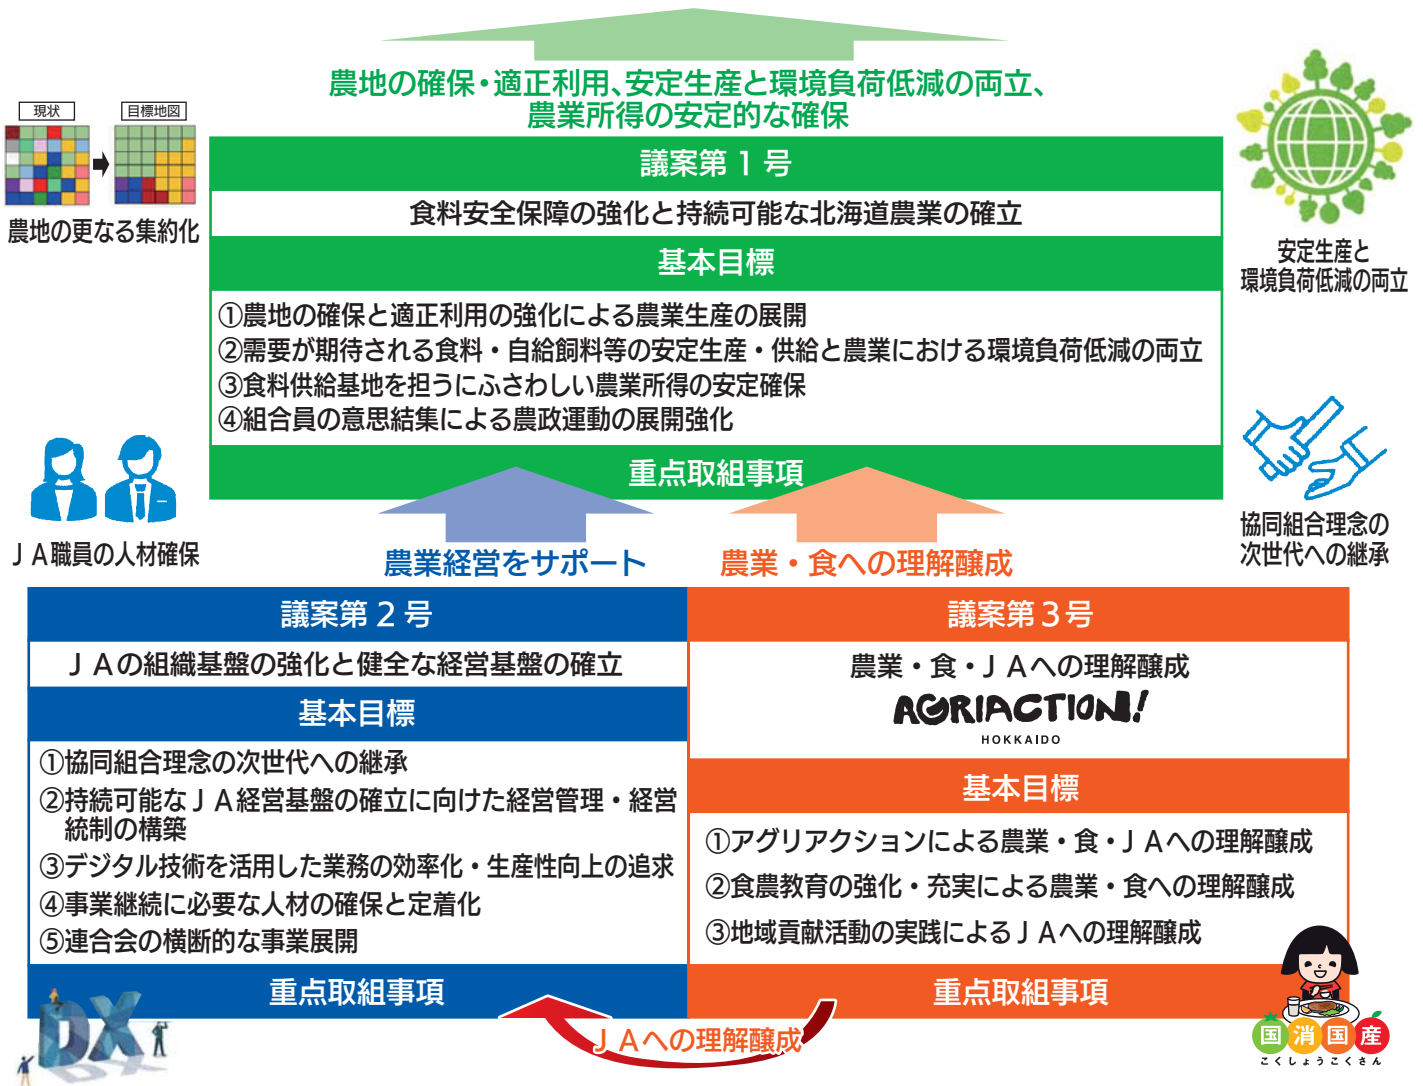 農地の確保・適正利用、安定生産と環境負荷低減の両立、
農業所得の安定的な確保
現状
目標地図
農地の更なる集約化
安定生産と
環境負荷低減の両立
議案第1号
食料安全保障の強化と持続可能な北海道農業の確立
基本目標
①農地の確保と適正利用の強化による農業生産の展開
②需要が期待される食料・自給飼料等の安定生産・供給と農業における環境負荷低減の両立
③食料供給基地を担うにふさわしい農業所得の安定確保
④組合員の意思結集による農政運動の展開強化
重点取組事項
JA職員の人材確保
協同組合理念の
次世代への継承
農業経営をサポート
農業・食への理解醸成
議案第2号
JAの組織基盤の強化と健全な経営基盤の確立
基本目標
①協同組合理念の次世代への継承
②持続可能なJA経営基盤の確立に向けた経営管理・経営
統制の構築
③デジタル技術を活用した業務の効率化・生産性向上の追求
④事業継続に必要な人材の確保と定着化
⑤連合会の横断的な事業展開
重点取組事項
DX
議案第3号
農業・食・JAへの理解醸成
AGRIACTION!
HOKKAIDO
基本目標
①アグリアクションによる農業・食・JAへの理解醸成
②食農教育の強化・充実による農業・食への理解醸成
③地域貢献活動の実践によるJAへの理解醸成
重点取組事項
JAへの理解醸成
国消国産
こくしょうこくさん